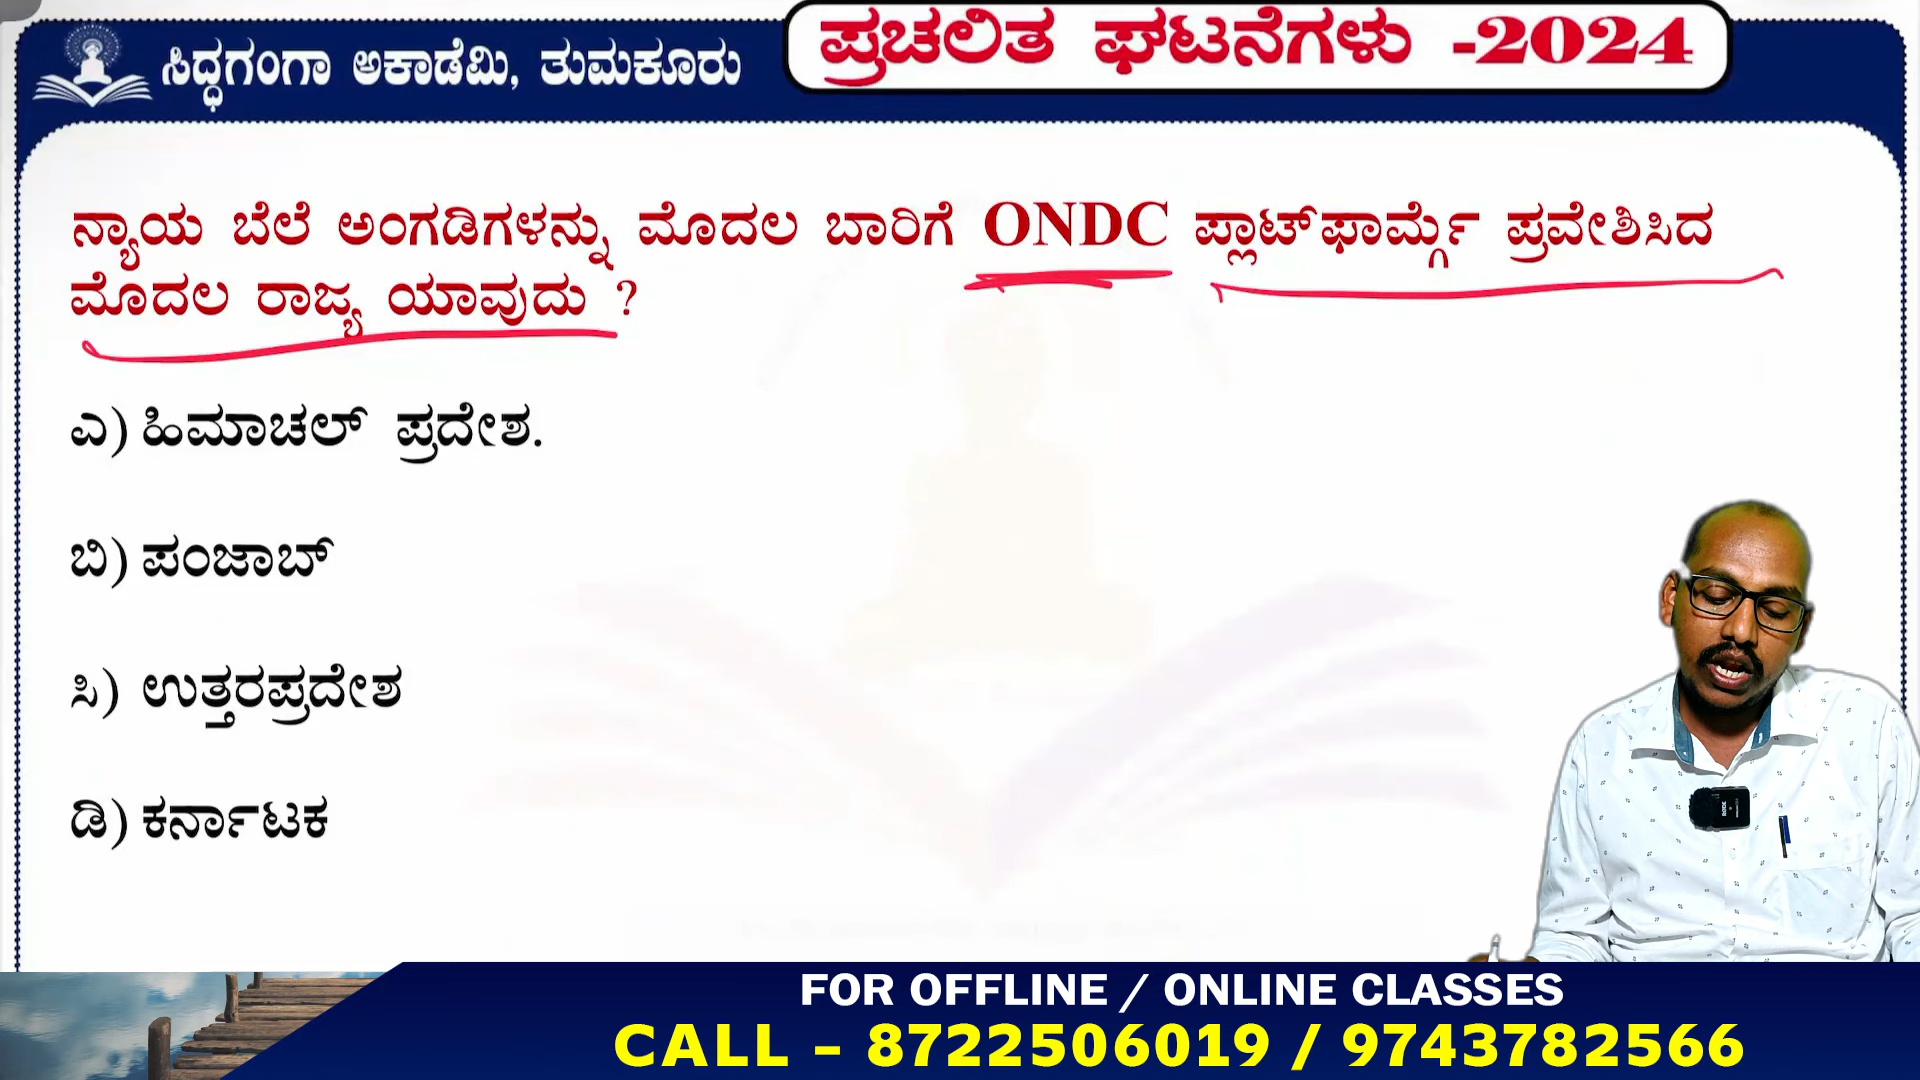 ಸಿದ್ಧಗಂಗಾ ಅಕಾಡೆಮಿ, ತುಮಕೂರು
ಪ್ರಚಲಿತ ಘಟನೆಗಳು -2024
ನ್ಯಾಯ ಬೆಲೆ ಅಂಗಡಿಗಳನ್ನು ಮೊದಲ ಬಾರಿಗೆ ONDC ಪ್ಲಾಟ್‌ಫಾರ್ಮ್ಗೆ ಪ್ರವೇಶಿಸಿದ
ಮೊದಲ ರಾಜ್ಯ ಯಾವುದು ?
ಎ) ಹಿಮಾಚಲ್ ಪ್ರದೇಶ.
ಬಿ) ಪಂಜಾಬ್
ಸಿ) ಉತ್ತರಪ್ರದೇಶ
ಡಿ) ಕರ್ನಾಟಕ
FOR OFFLINE / ONLINE CLASSES
CALL – 8722506019 / 9743782566